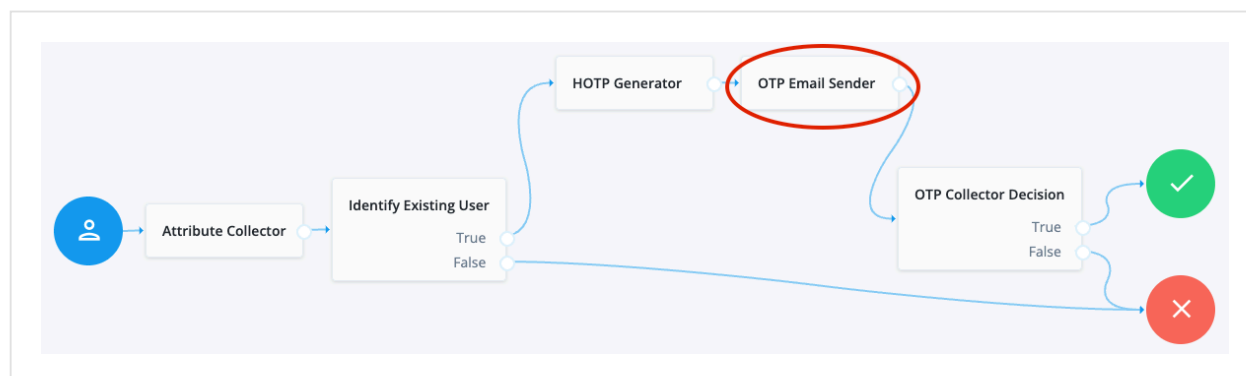 HOTP Generator
OTP Email Sender
Attribute Collector
Identify Existing User
True
False
OTP Collector Decision
True
False